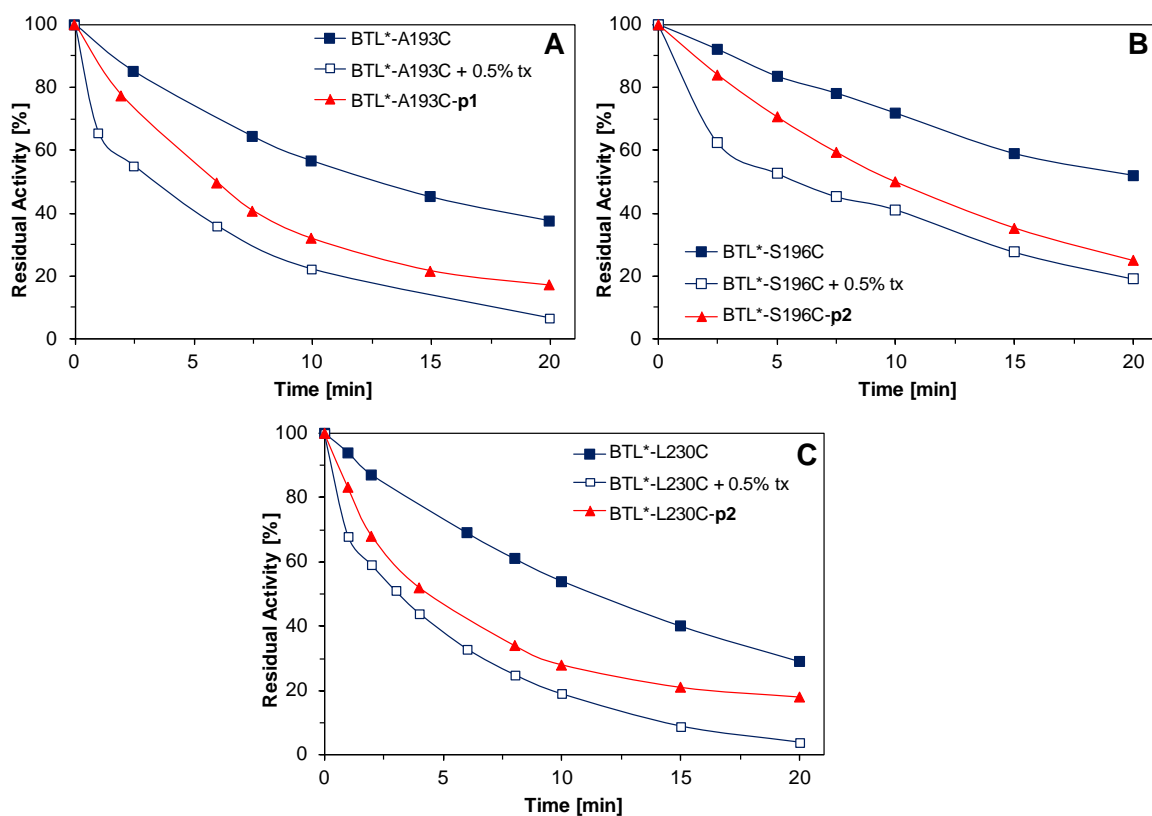 A
100
80
60
40
20
0
Residual Activity [%]
BTL*-A193C
BTL*-A193C + 0.5% tx
BTL*-A193C-p1
0 5 10 15 20
Time [min]
B
100
80
60
40
20
0
Residual Activity [%]
BTL*-S196C
BTL*-S196C + 0.5% tx
BTL*-S196C-p2
0 5 10 15 20
Time [min]
C
100
80
60
40
20
0
Residual Activity [%]
BTL*-L230C
BTL*-L230C + 0.5% tx
BTL*-L230C-p2
0 5 10 15 20
Time [min]